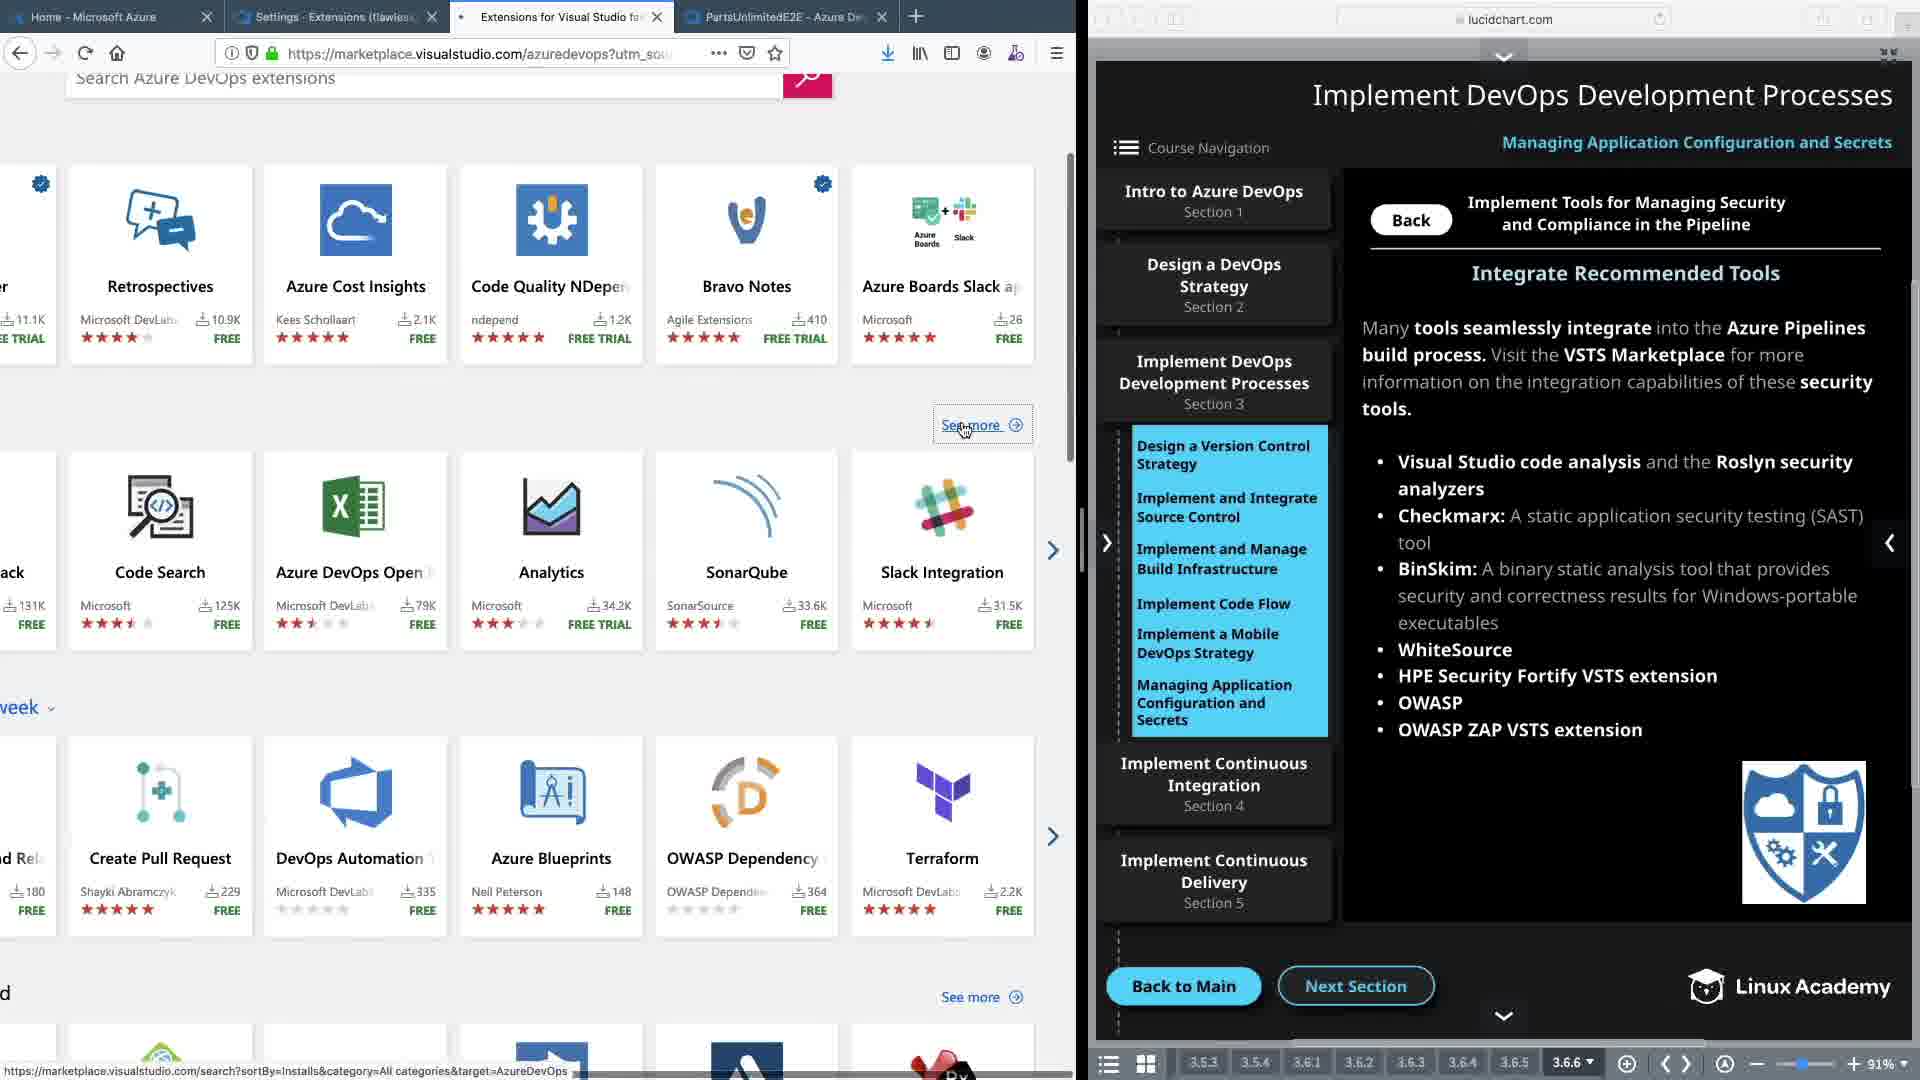 Home - Microsoft Azure
Settings · Extensions (flawless
Extensions for Visual Studio fa
PartsUnlimitedE2E - Azure De
https://marketplace.visualstudio.com/azuredevops?utm_sou
lucidchart.com
Search Azure DevOps extensions
er
11.1K
EE TRIAL
Retrospectives
Microsoft DevLabs
10.9K
FREE
Azure Cost Insights
Kees Schollaart
2.1K
FREE
Code Quality NDepen
ndepend
1.2K
FREE TRIAL
Bravo Notes
Agile Extensions
410
FREE TRIAL
Azure Boards
+
Slack
Azure Boards Slack ap
Microsoft
26
FREE
See more
ack
131K
FREE
Code Search
Microsoft
125K
FREE
Azure DevOps Open i
Microsoft DevLabs
79K
FREE
Analytics
Microsoft
34.2K
FREE TRIAL
SonarQube
SonarSource
33.6K
FREE
Slack Integration
Microsoft
31.5K
FREE
week
nd Rel
180
FREE
Create Pull Request
Shayki Abramczyk
229
FREE
DevOps Automation
Microsoft DevLabs
335
FREE
Azure Blueprints
Neil Peterson
148
FREE
OWASP Dependency
OWASP Depende
364
FREE
Terraform
Microsoft DevLabs
2.2K
FREE
d
See more
https://marketplace.visualstudio.com/search?sortBy=Installs&category=All categories&target=AzureDevOps
Implement DevOps Development Processes
Course Navigation
Managing Application Configuration and Secrets
Intro to Azure DevOps
Section 1
Design a DevOps
Strategy
Section 2
Implement DevOps
Development Processes
Section 3
Design a Version Control
Strategy
Implement and Integrate
Source Control
Implement and Manage
Build Infrastructure
Implement Code Flow
Implement a Mobile
DevOps Strategy
Managing Application
Configuration and
Secrets
Implement Continuous
Integration
Section 4
Implement Continuous
Delivery
Section 5
Back to Main
Next Section
Back
Implement Tools for Managing Security
and Compliance in the Pipeline
Integrate Recommended Tools
Many tools seamlessly integrate into the Azure Pipelines
build process. Visit the VSTS Marketplace for more
information on the integration capabilities of these security
tools.
• Visual Studio code analysis and the Roslyn security
analyzers
• Checkmarx: A static application security testing (SAST)
tool
• BinSkim: A binary static analysis tool that provides
security and correctness results for Windows-portable
executables
• WhiteSource
• HPE Security Fortify VSTS extension
• OWASP
• OWASP ZAP VSTS extension
Linux Academy
3.5.3
3.5.4
3.6.1
3.6.2
3.6.3
3.6.4
3.6.5
3.6.6
91%